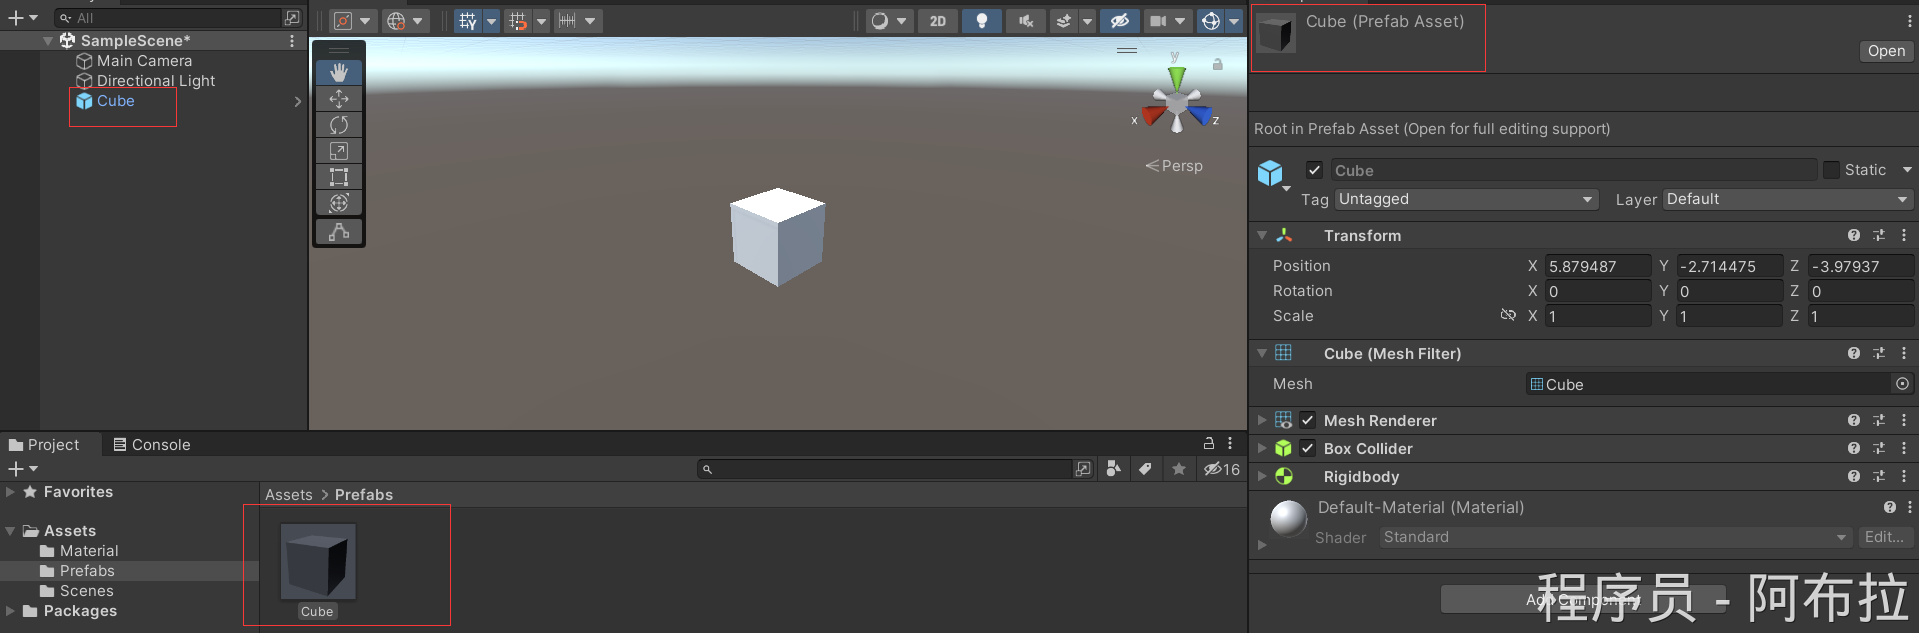 All
SampleScene*
Main Camera
Directional Light
Cube
2D
y
x
z
Persp
Project
Console
16
Favorites
Assets
Material
Prefabs
Scenes
Packages
Assets > Prefabs
Cube
Cube (Prefab Asset)
Open
Root in Prefab Asset (Open for full editing support)
Cube
Static
Tag Untagged
Layer Default
Transform
Position X 5.879487 Y -2.714475 Z -3.97937
Rotation X 0 Y 0 Z 0
Scale X 1 Y 1 Z 1
Cube (Mesh Filter)
Mesh Cube
Mesh Renderer
Box Collider
Rigidbody
Default-Material (Material)
Shader Standard Edit...
Add Component
程序员 - 阿布拉